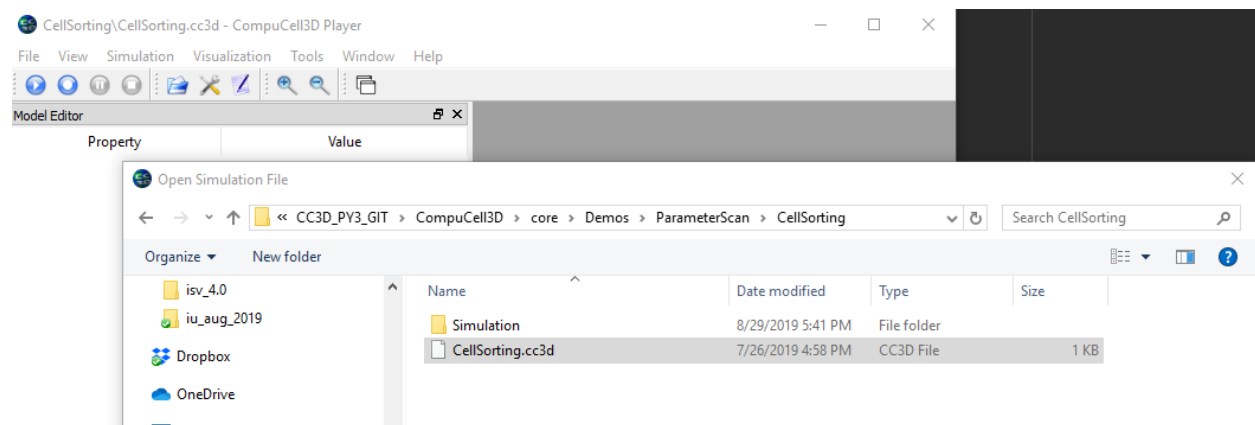 CellSorting\CellSorting.cc3d - CompuCell3D Player
File View Simulation Visualization Tools Window Help
Model Editor
Property Value
Open Simulation File
« CC3D_PY3_GIT > CompuCell3D > core > Demos > ParameterScan > CellSorting Search CellSorting
Organize New folder
isv_4.0 Name Date modified Type Size
iu_aug_2019 Simulation 8/29/2019 5:41 PM File folder
Dropbox CellSorting.cc3d 7/26/2019 4:58 PM CC3D File 1 KB
OneDrive